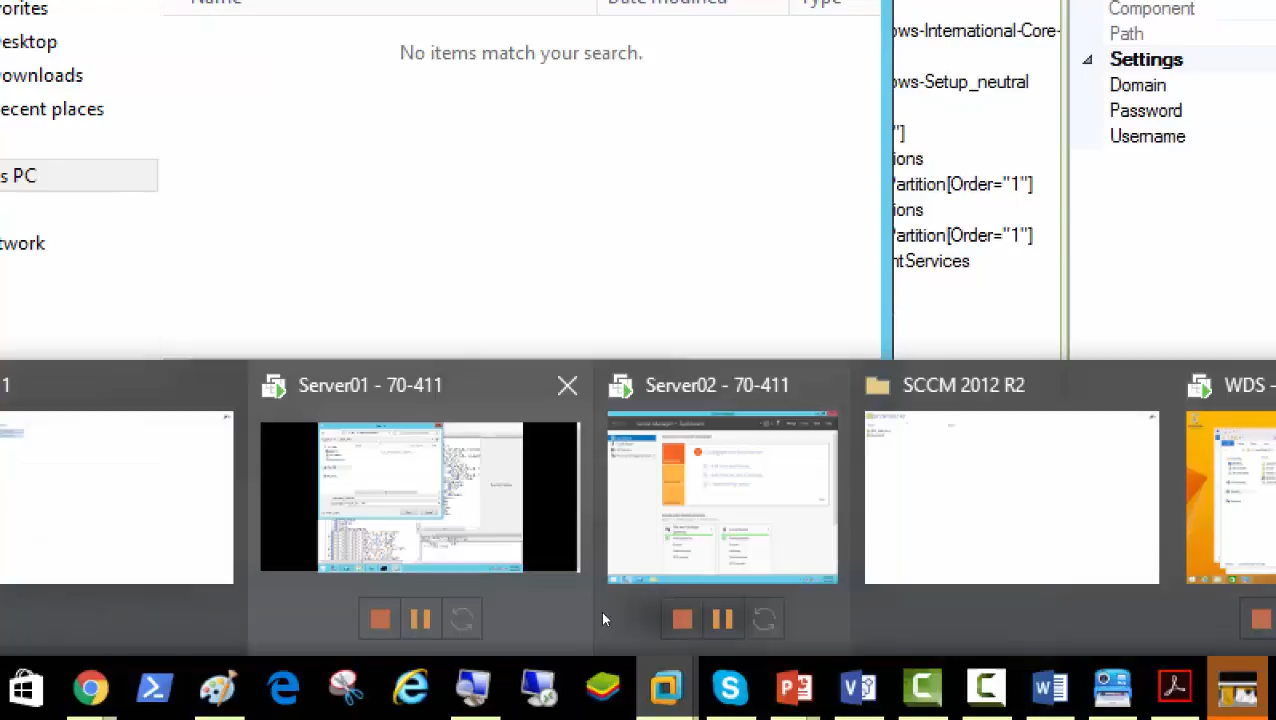 Name Date modified Type
orites
esktop
ownloads
ecent places
s PC
twork
No items match your search.
ows-International-Core-
ows-Setup_neutral
"]
ions
Partition[Order="1"]
ions
Partition[Order="1"]
ntServices
Component
Path
Settings
Domain
Password
Username
1
Server01 - 70-411
Server02 - 70-411
SCCM 2012 R2
WDS -